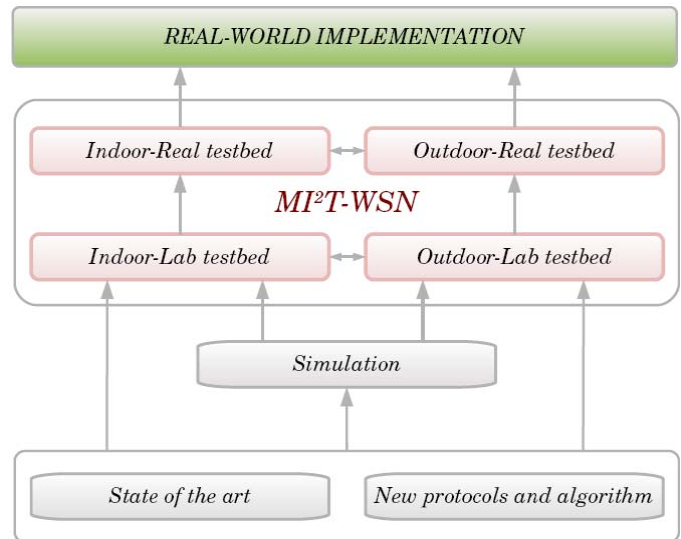 REAL-WORLD IMPLEMENTATION
Indoor-Real testbed
Outdoor-Real testbed
MI²T-WSN
Indoor-Lab testbed
Outdoor-Lab testbed
Simulation
State of the art
New protocols and algorithm